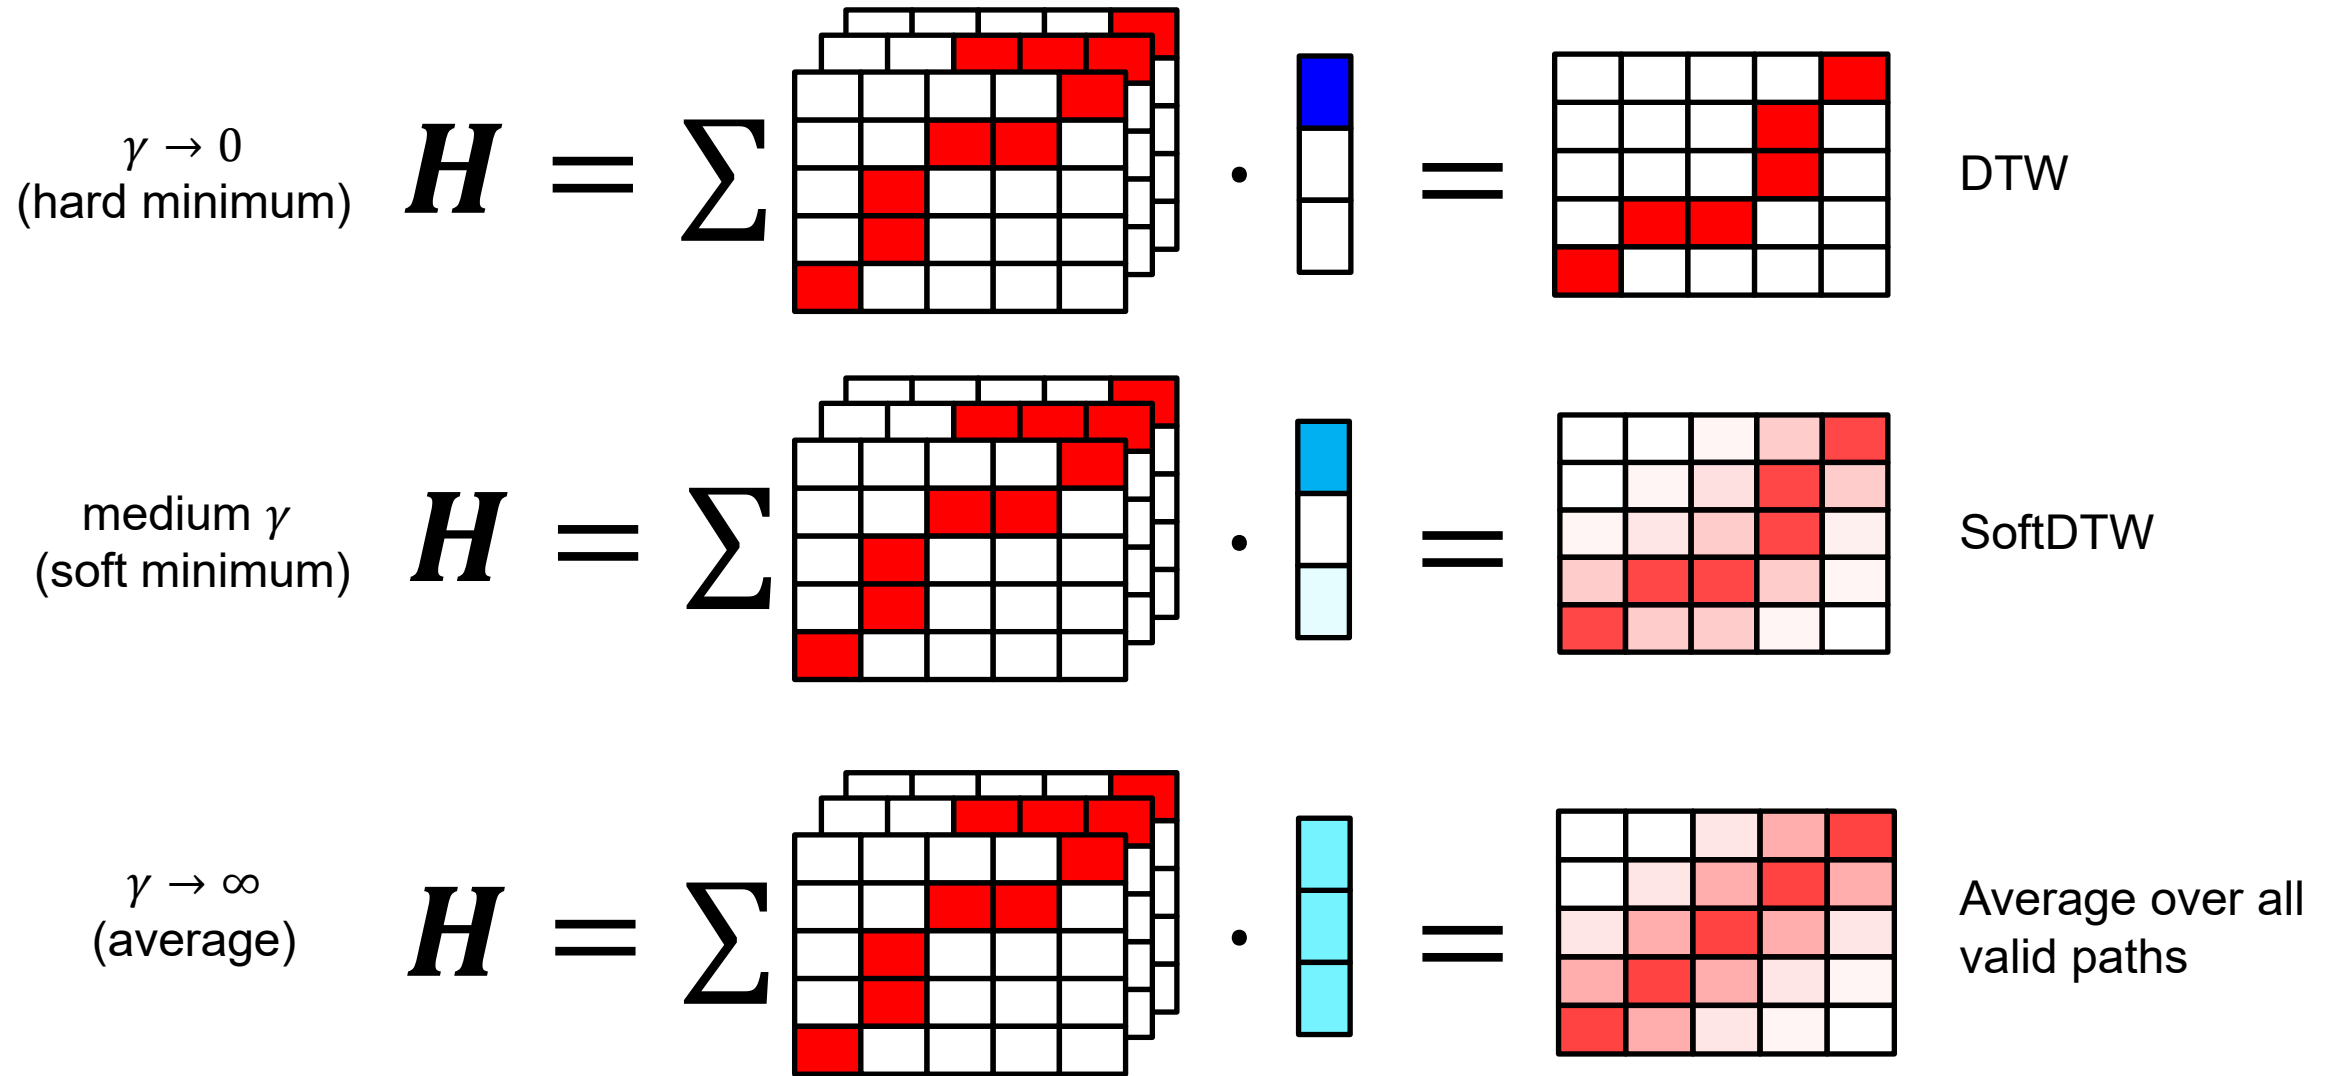 γ → 0
(hard minimum)
H = ∑ · = DTW
medium γ
(soft minimum)
H = ∑ · = SoftDTW
γ → ∞
(average)
H = ∑ · = Average over all
valid paths